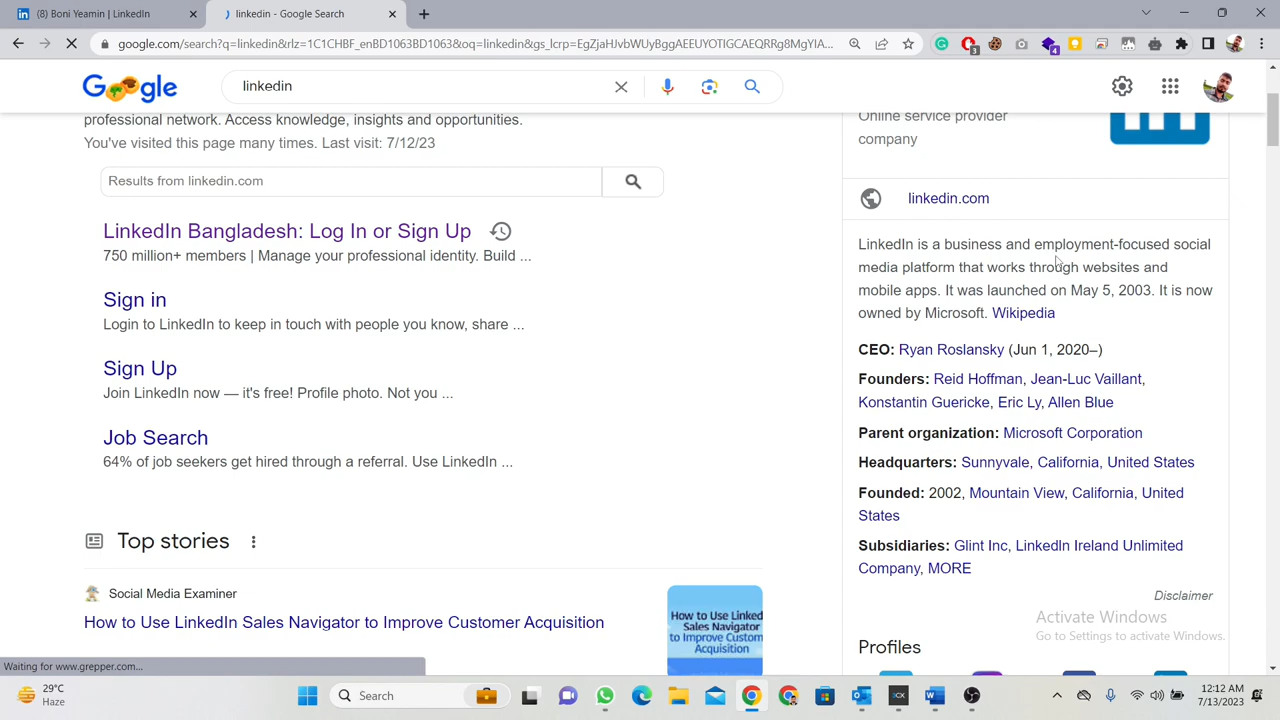 (8) Boni Yeamin | LinkedIn
linkedin - Google Search
google.com/search?q=linkedin&rlz=1C1CHBF_enBD1063BD1063&oq=linkedin&gs_lcrp=EgZjaHJvbWUyBggAEEUYOTIGCAEQRRg8MgYIA...
3
4
Google
linkedin
professional network. Access knowledge, insights and opportunities.
You've visited this page many times. Last visit: 7/12/23
Results from linkedin.com
LinkedIn Bangladesh: Log In or Sign Up
750 million+ members | Manage your professional identity. Build ...
Sign in
Login to LinkedIn to keep in touch with people you know, share ...
Sign Up
Join LinkedIn now — it's free! Profile photo. Not you ...
Job Search
64% of job seekers get hired through a referral. Use LinkedIn ...
Top stories
Social Media Examiner
How to Use LinkedIn Sales Navigator to Improve Customer Acquisition
How to Use Linked
Sales Navigator
to Improve Custom
Acquisition
Online service provider
company
linkedin.com
LinkedIn is a business and employment-focused social
media platform that works through websites and
mobile apps. It was launched on May 5, 2003. It is now
owned by Microsoft. Wikipedia
CEO: Ryan Roslansky (Jun 1, 2020–)
Founders: Reid Hoffman, Jean-Luc Vaillant,
Konstantin Guericke, Eric Ly, Allen Blue
Parent organization: Microsoft Corporation
Headquarters: Sunnyvale, California, United States
Founded: 2002, Mountain View, California, United
States
Subsidiaries: Glint Inc, LinkedIn Ireland Unlimited
Company, MORE
Disclaimer
Activate Windows
Go to Settings to activate Windows.
Profiles
Waiting for www.grepper.com...
29°C
Haze
Search
12:12 AM
7/13/2023